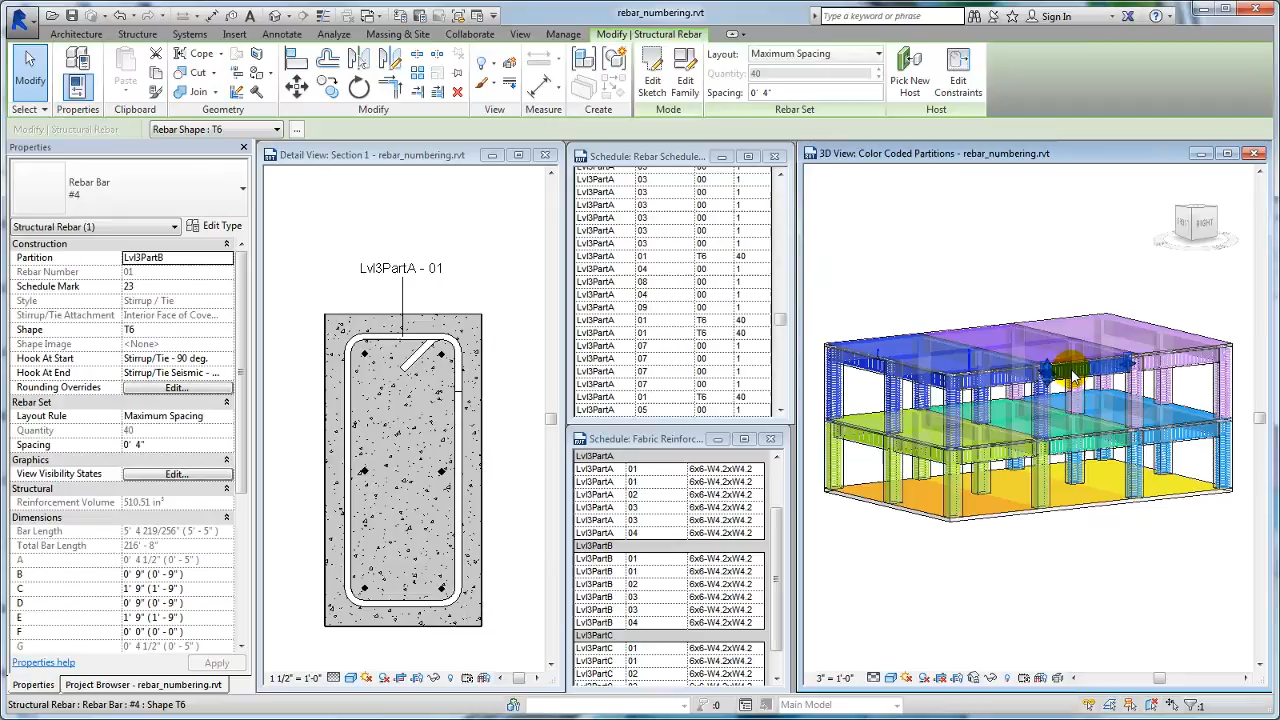 rebar_numbering.rvt
Type a keyword or phrase
Sign In
Architecture Structure Systems Insert Annotate Analyze Massing & Site Collaborate View Manage Modify | Structural Rebar
Modify
Properties
Paste
Cope
Cut
Join
Edit Sketch
Edit Family
Layout: Maximum Spacing
Quantity: 40
Spacing: 0' 4"
Pick New Host
Edit Constraints
Select
Properties
Clipboard
Geometry
Modify
View
Measure
Create
Mode
Rebar Set
Host
Modify | Structural Rebar
Rebar Shape : T6
...
Properties
Rebar Bar
#4
Structural Rebar (1)
Edit Type
Construction
Partition Lvl3PartB
Rebar Number 01
Schedule Mark 23
Style Stirrup / Tie
Stirrup/Tie Attachment Interior Face of Cove...
Shape T6
Shape Image <None>
Hook At Start Stirrup/Tie - 90 deg.
Hook At End Stirrup/Tie Seismic - ...
Rounding Overrides Edit...
Rebar Set
Layout Rule Maximum Spacing
Quantity 40
Spacing 0' 4"
Graphics
View Visibility States Edit...
Structural
Reinforcement Volume 510.51 in³
Dimensions
Bar Length 5' 4 219/256" ( 5' - 5")
Total Bar Length 216' - 8"
A 0' 4 1/2" ( 0' - 5")
B 0' 9" ( 0' - 9")
C 1' 9" ( 1' - 9")
D 0' 9" ( 0' - 9")
E 1' 9" ( 1' - 9")
F 0' 0" ( 0' - 0")
G 0' 4 1/2" ( 0' - 5")
Properties help
Apply
Properties
Project Browser - rebar_numbering.rvt
Detail View: Section 1 - rebar_numbering.rvt
Lvl3PartA - 01
1 1/2" = 1'-0"
Schedule: Rebar Schedule...
Lvl3PartA 03 00 1
Lvl3PartA 03 00 1
Lvl3PartA 03 00 1
Lvl3PartA 03 00 1
Lvl3PartA 03 00 1
Lvl3PartA 03 00 1
Lvl3PartA 03 00 1
Lvl3PartA 01 T6 40
Lvl3PartA 04 00 1
Lvl3PartA 08 00 1
Lvl3PartA 04 00 1
Lvl3PartA 09 00 1
Lvl3PartA 01 T6 40
Lvl3PartA 01 T6 40
Lvl3PartA 07 00 1
Lvl3PartA 07 00 1
Lvl3PartA 07 00 1
Lvl3PartA 07 00 1
Lvl3PartA 01 T6 40
Lvl3PartA 05 00 1
Schedule: Fabric Reinforc...
Lvl3PartA
Lvl3PartA 01 6x6-W4.2xW4.2
Lvl3PartA 01 6x6-W4.2xW4.2
Lvl3PartA 02 6x6-W4.2xW4.2
Lvl3PartA 03 6x6-W4.2xW4.2
Lvl3PartA 03 6x6-W4.2xW4.2
Lvl3PartA 04 6x6-W4.2xW4.2
Lvl3PartB
Lvl3PartB 01 6x6-W4.2xW4.2
Lvl3PartB 01 6x6-W4.2xW4.2
Lvl3PartB 02 6x6-W4.2xW4.2
Lvl3PartB 03 6x6-W4.2xW4.2
Lvl3PartB 03 6x6-W4.2xW4.2
Lvl3PartB 04 6x6-W4.2xW4.2
Lvl3PartC
Lvl3PartC 01 6x6-W4.2xW4.2
Lvl3PartC 01 6x6-W4.2xW4.2
Lvl3PartC 02 6x6-W4.2xW4.2
3D View: Color Coded Partitions - rebar_numbering.rvt
RIGHT
3" = 1'-0"
Structural Rebar : Rebar Bar : #4 : Shape T6
:0
Main Model
:1